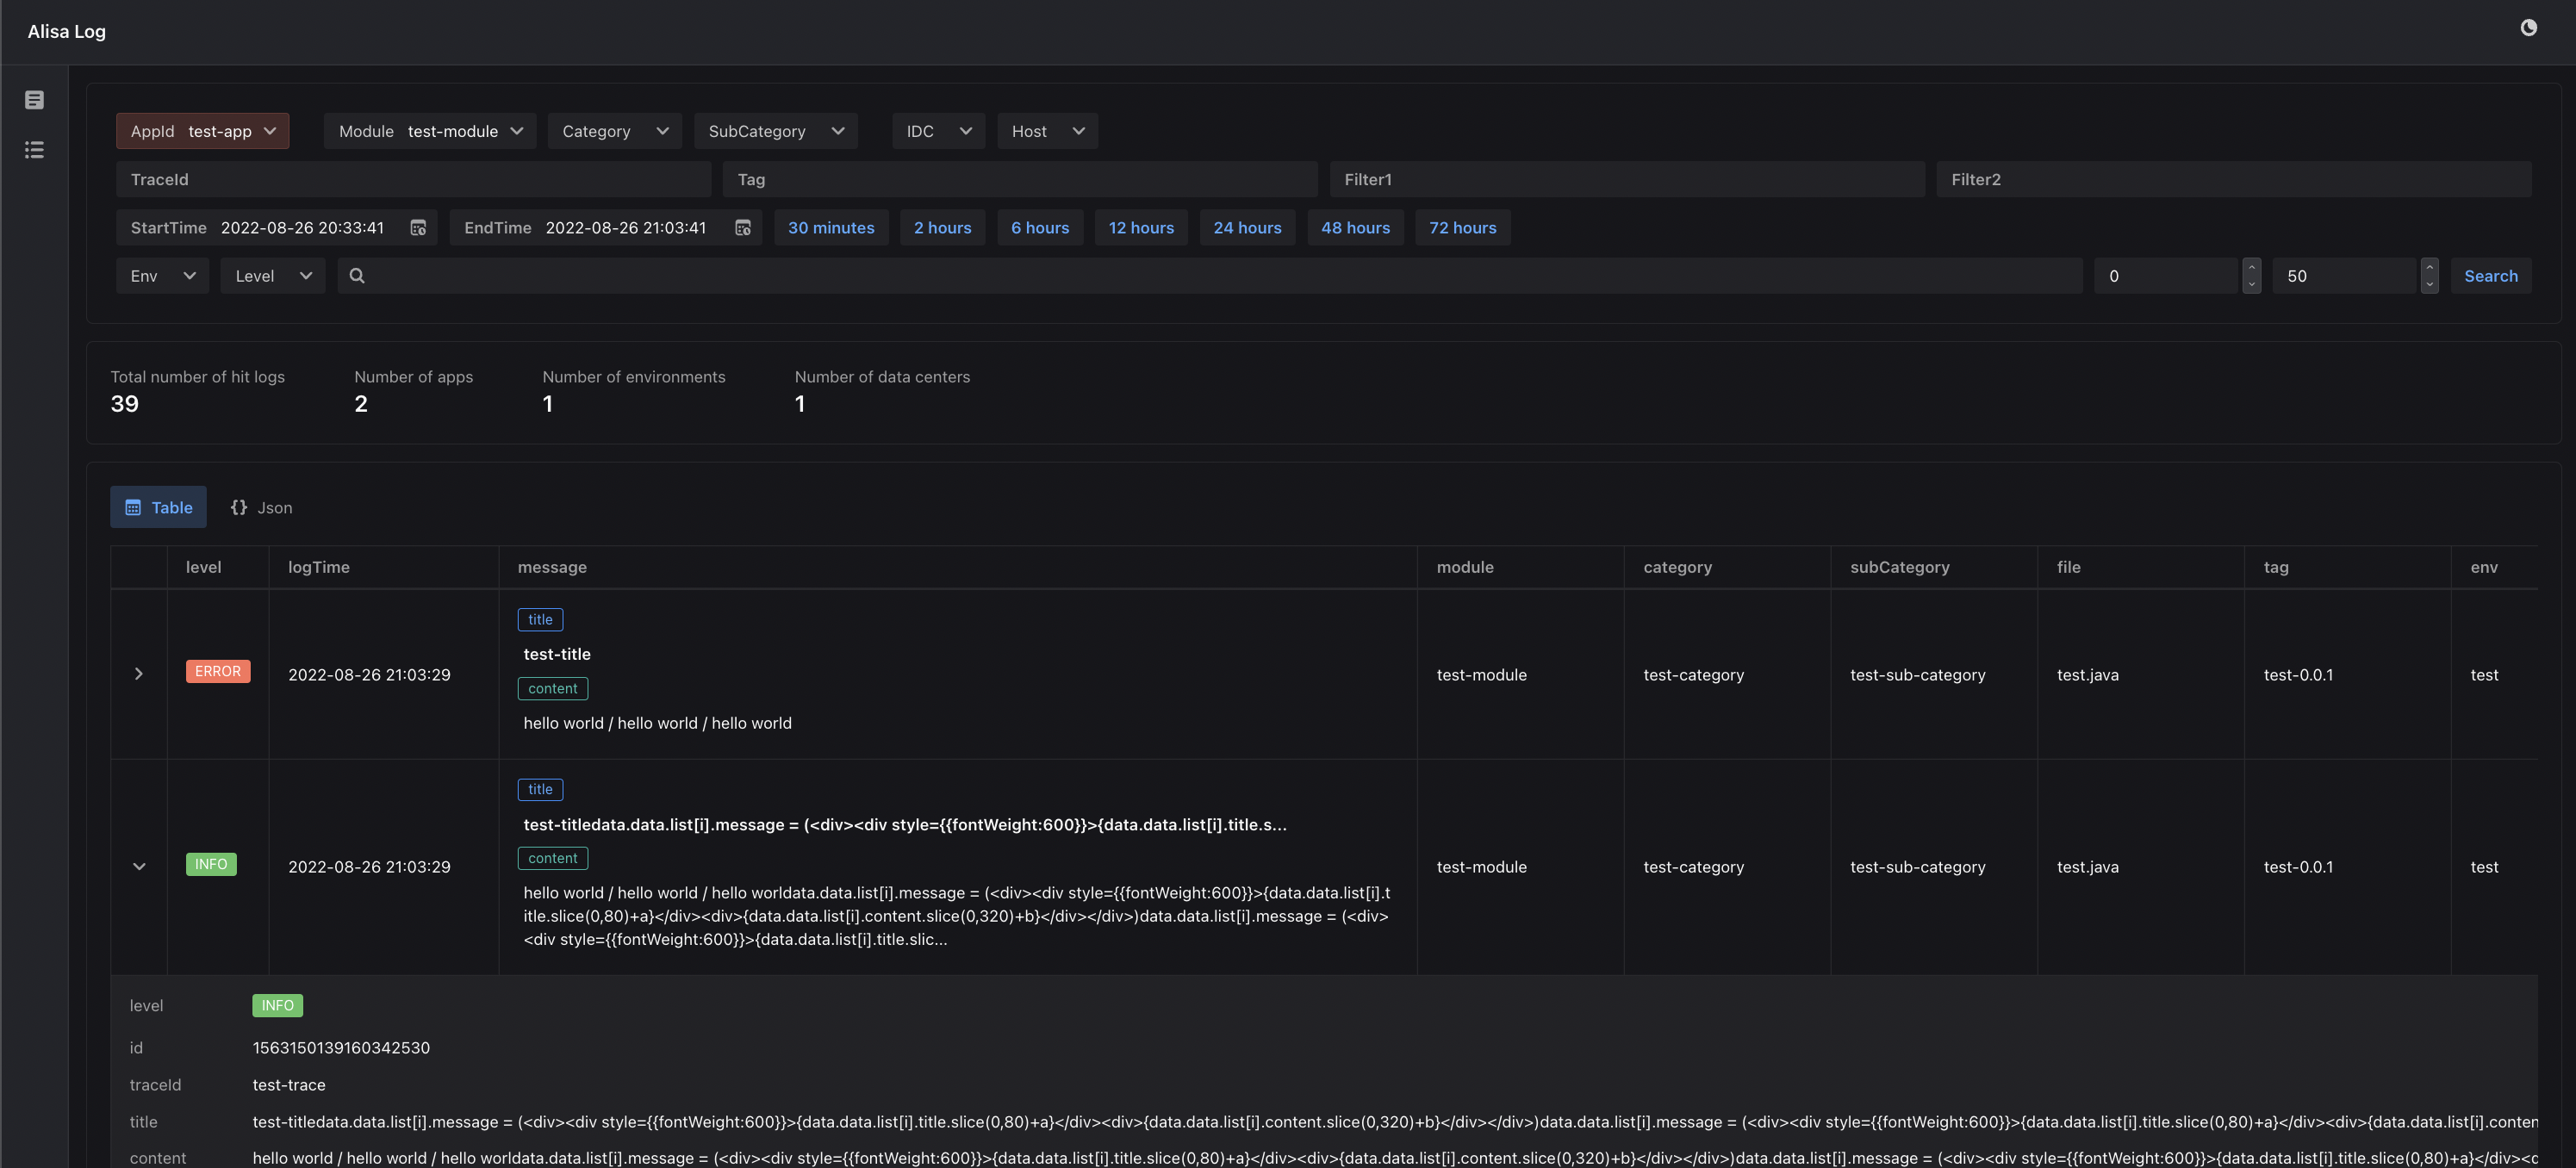 Alisa Log
AppId test-app Module test-module Category SubCategory IDC Host
TraceId Tag Filter1 Filter2
StartTime 2022-08-26 20:33:41 EndTime 2022-08-26 21:03:41 30 minutes 2 hours 6 hours 12 hours 24 hours 48 hours 72 hours
Env Level 0 50 Search
Total number of hit logs Number of apps Number of environments Number of data centers
39 2 1 1
Table {} Json
level logTime message module category subCategory file tag env
title
test-title
ERROR 2022-08-26 21:03:29 test-module test-category test-sub-category test.java test-0.0.1 test
content
hello world / hello world / hello world
title
test-titledata.data.list[i].message = (<div><div style={{fontWeight:600}}>{data.data.list[i].title.s...
content
INFO 2022-08-26 21:03:29 test-module test-category test-sub-category test.java test-0.0.1 test
hello world / hello world / hello worldata.data.list[i].message = (<div><div style={{fontWeight:600}}>{data.data.list[i].t
itle.slice(0,80)+a}</div><div>{data.data.list[i].content.slice(0,320)+b}</div></div>)data.data.list[i].message = (<div>
<div style={{fontWeight:600}}>{data.data.list[i].title.slic...
level INFO
id 1563150139160342530
traceId test-trace
title test-titledata.data.list[i].message = (<div><div style={{fontWeight:600}}>{data.data.list[i].title.slice(0,80)+a}</div><div>{data.data.list[i].content.slice(0,320)+b}</div></div>)data.data.list[i].message = (<div><div style={{fontWeight:600}}>{data.data.list[i].title.slice(0,80)+a}</div><div>{data.data.list[i].conten
content hello world / hello world / hello worldata.data.list[i].message = (<div><div style={{fontWeight:600}}>{data.data.list[i].title.slice(0,80)+a}</div><div>{data.data.list[i].content.slice(0,320)+b}</div></div>)data.data.list[i].message = (<div><div style={{fontWeight:600}}>{data.data.list[i].title.slice(0,80)+a}</div><d